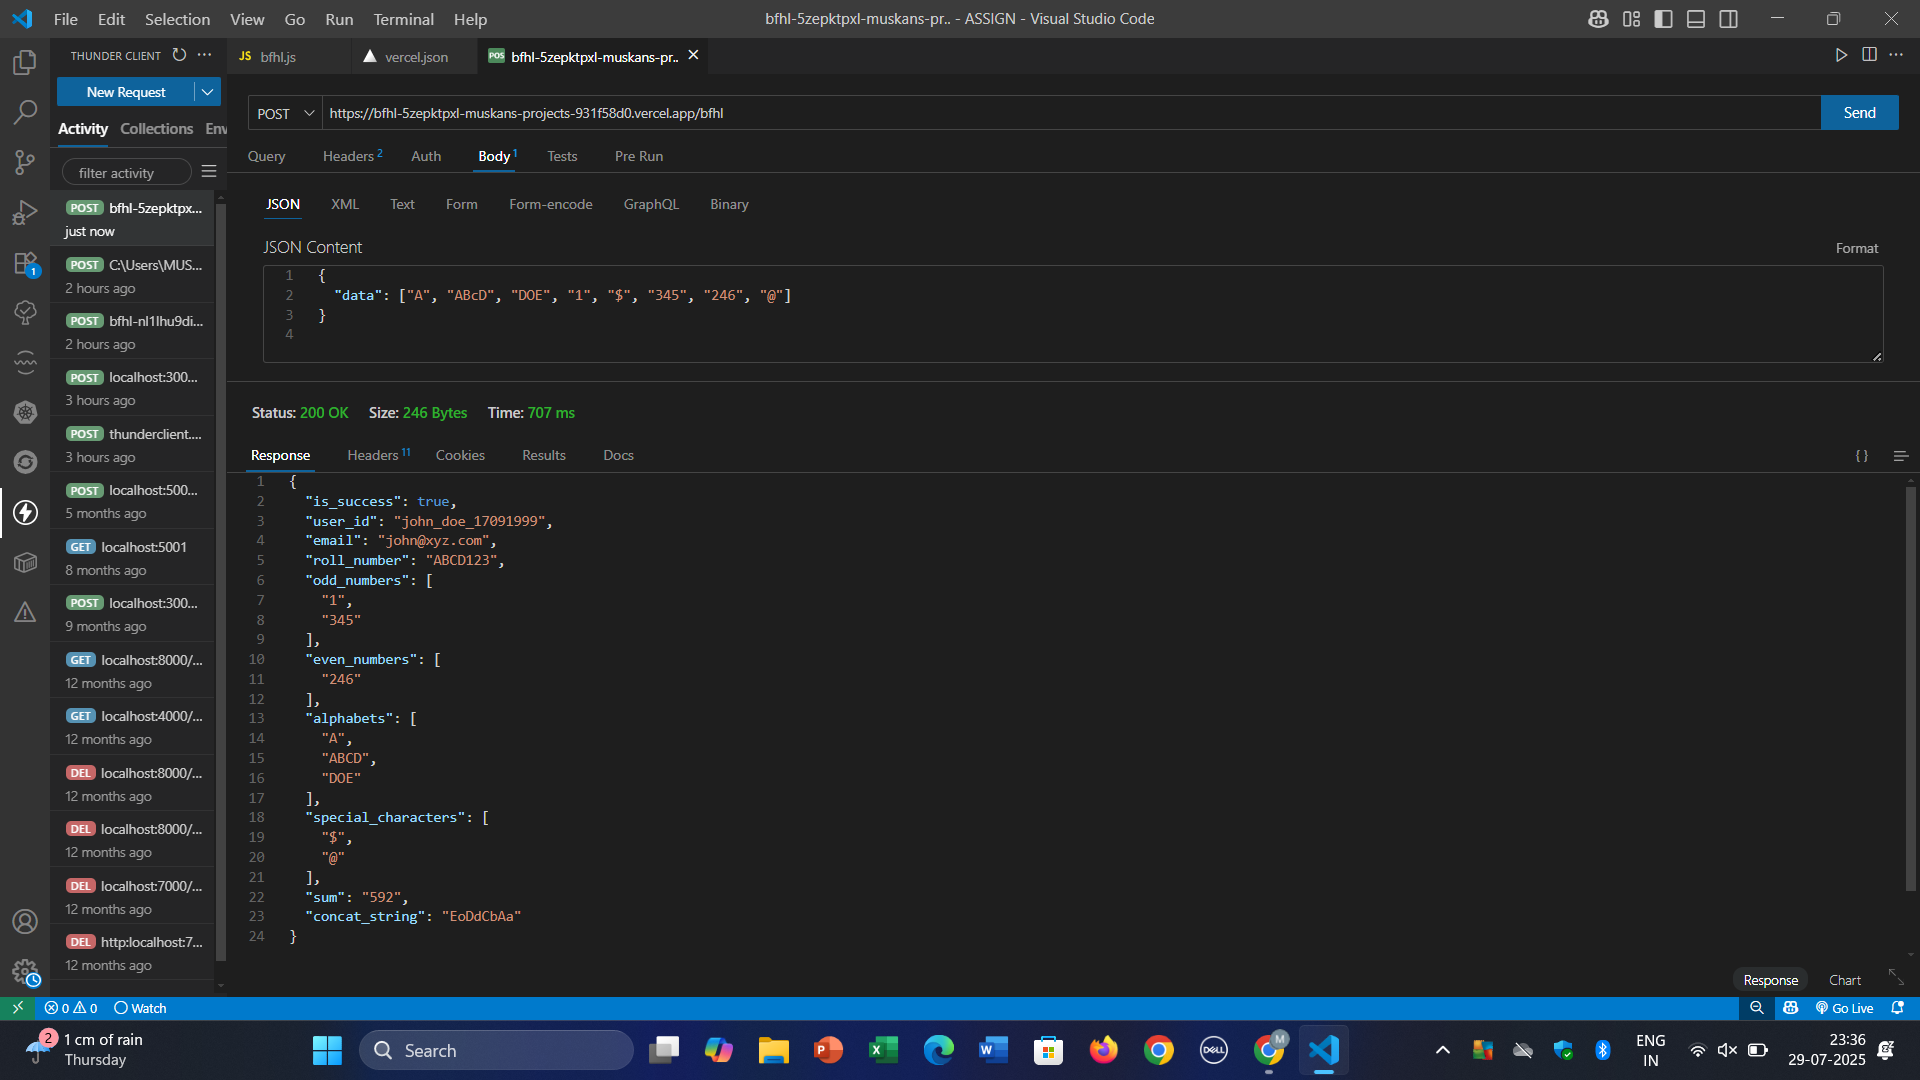 File Edit Selection View Go Run Terminal Help
bfhl-5zepktpxl-muskans-pr.. - ASSIGN - Visual Studio Code
THUNDER CLIENT
JS bfhl.js
vercel.json
POS bfhl-5zepktpxl-muskans-pr..
New Request
Activity Collections Env
filter activity
POST bfhl-5zepktpx...
just now
POST C:\Users\MUS...
2 hours ago
POST bfhl-nl1lhu9di...
2 hours ago
POST localhost:300...
3 hours ago
POST thunderclient....
3 hours ago
POST localhost:500...
5 months ago
GET localhost:5001
8 months ago
POST localhost:300...
9 months ago
GET localhost:8000/...
12 months ago
GET localhost:4000/...
12 months ago
DEL localhost:8000/...
12 months ago
DEL localhost:8000/...
12 months ago
DEL localhost:7000/...
12 months ago
DEL http:localhost:7...
12 months ago
1
POST https://bfhl-5zepktpxl-muskans-projects-931f58d0.vercel.app/bfhl Send
Query Headers 2 Auth Body 1 Tests Pre Run
JSON XML Text Form Form-encode GraphQL Binary
JSON Content Format
1 {
2 "data": ["A", "ABcD", "DOE", "1", "$", "345", "246", "@"]
3 }
4
Status: 200 OK Size: 246 Bytes Time: 707 ms
Response Headers 11 Cookies Results Docs
{ }
1 {
2 "is_success": true,
3 "user_id": "john_doe_17091999",
4 "email": "john@xyz.com",
5 "roll_number": "ABCD123",
6 "odd_numbers": [
7 "1",
8 "345"
9 ],
10 "even_numbers": [
11 "246"
12 ],
13 "alphabets": [
14 "A",
15 "ABCD",
16 "DOE"
17 ],
18 "special_characters": [
19 "$",
20 "@"
21 ],
22 "sum": "592",
23 "concat_string": "EoDdCbAa"
24 }
Response Chart
0 0 Watch
Go Live
2
1 cm of rain
Thursday
Search
P
X
W
DELL
M
ENG
IN
23:36
29-07-2025